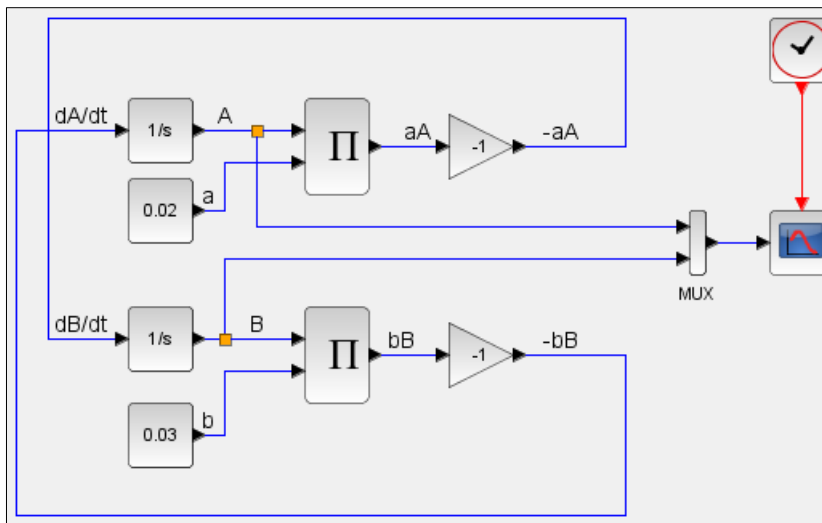 dA/dt
1/s
A
∏
aA
-1
-aA
0.02
a
MUX
dB/dt
1/s
B
∏
bB
-1
-bB
0.03
b